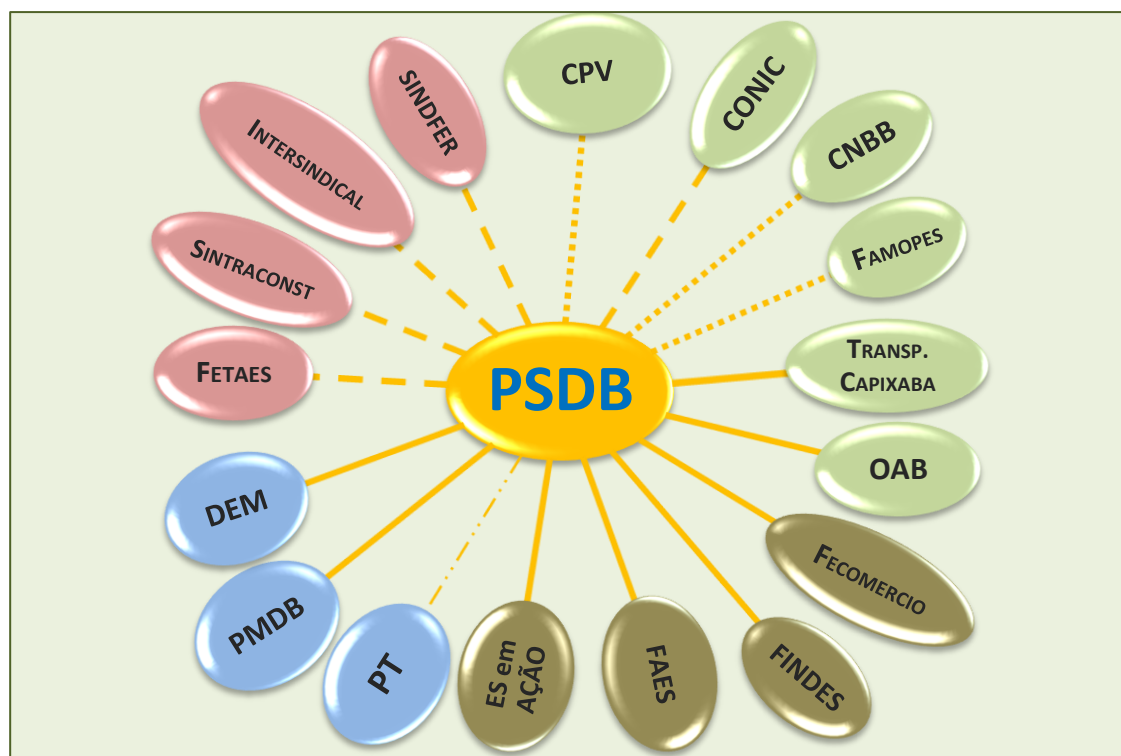 CPV
CONIC
CNBB
FAMOPES
TRANSP.
CAPIXABA
OAB
FECOMERCIO
FINDES
FAES
ES em
AÇÃO
PT
PMDB
DEM
FETAES
SINTRACONST
INTERSINDICAL
SINDFER
PSDB